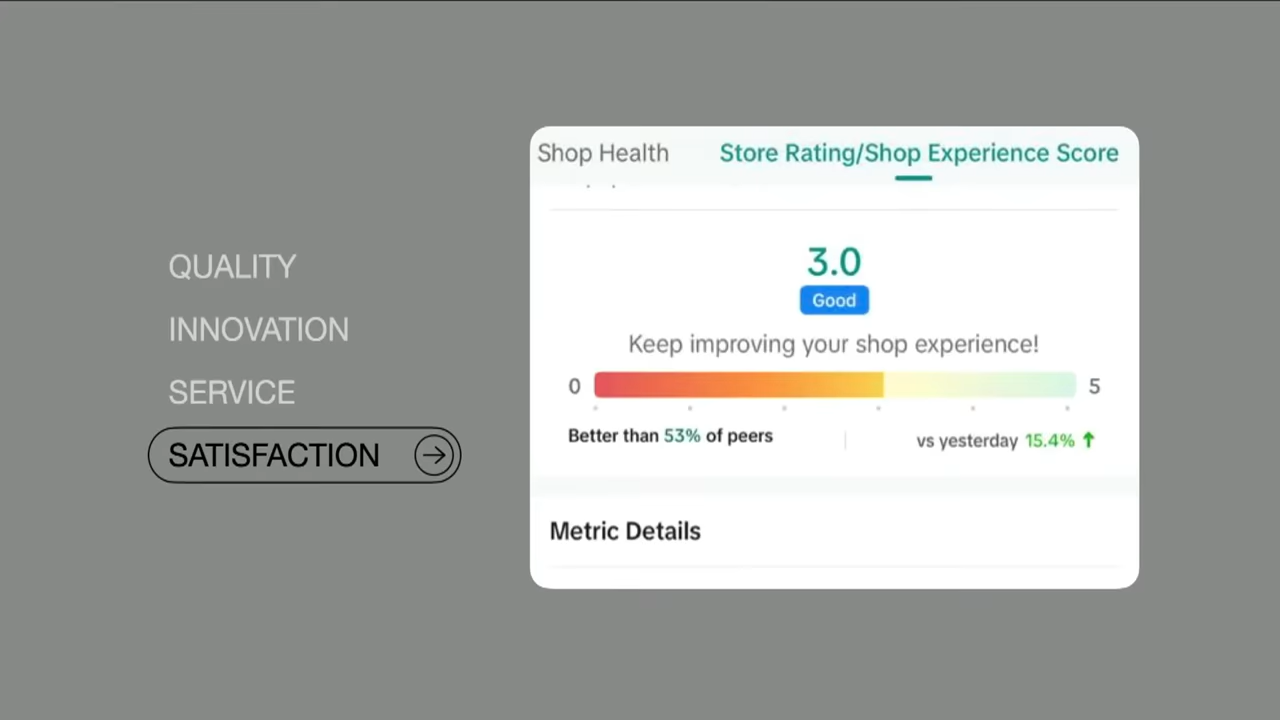 QUALITY
INNOVATION
SERVICE
SATISFACTION
Shop Health
Store Rating/Shop Experience Score
3.0
Good
Keep improving your shop experience!
0
5
Better than 53% of peers
vs yesterday 15.4%
Metric Details